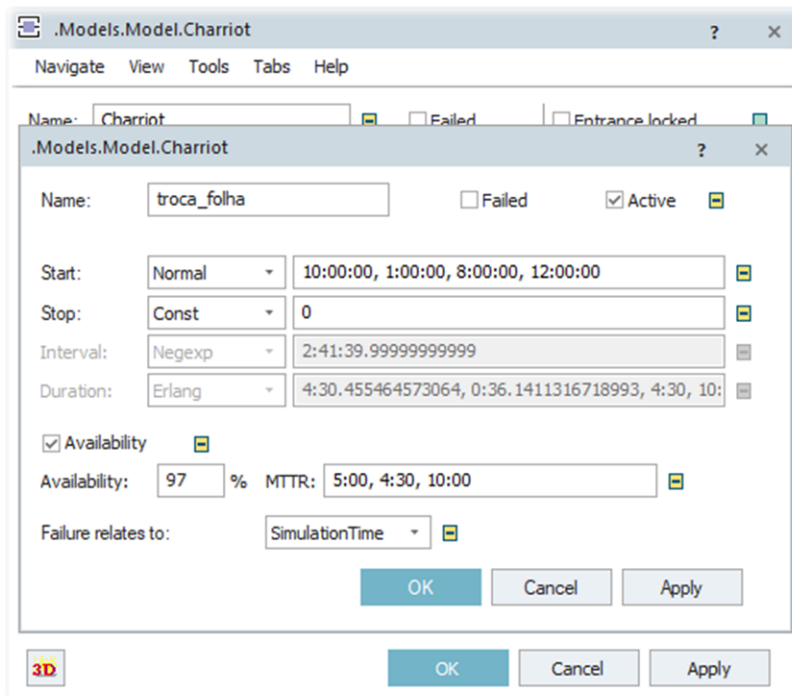 .Models.Model.Charriot ?
Navigate View Tools Tabs Help
Name: Charriot Failed Entrance locked
.Models.Model.Charriot ?
Name: troca_folha Failed Active
Start: Normal 10:00:00, 1:00:00, 8:00:00, 12:00:00
Stop: Const 0
Interval: Negexp 2:41:39.99999999999
Duration: Erlang 4:30.455464573064, 0:36.1411316718993, 4:30, 10:
Availability
Availability: 97 % MTTR: 5:00, 4:30, 10:00
Failure relates to: SimulationTime
OK Cancel Apply
3D OK Cancel Apply